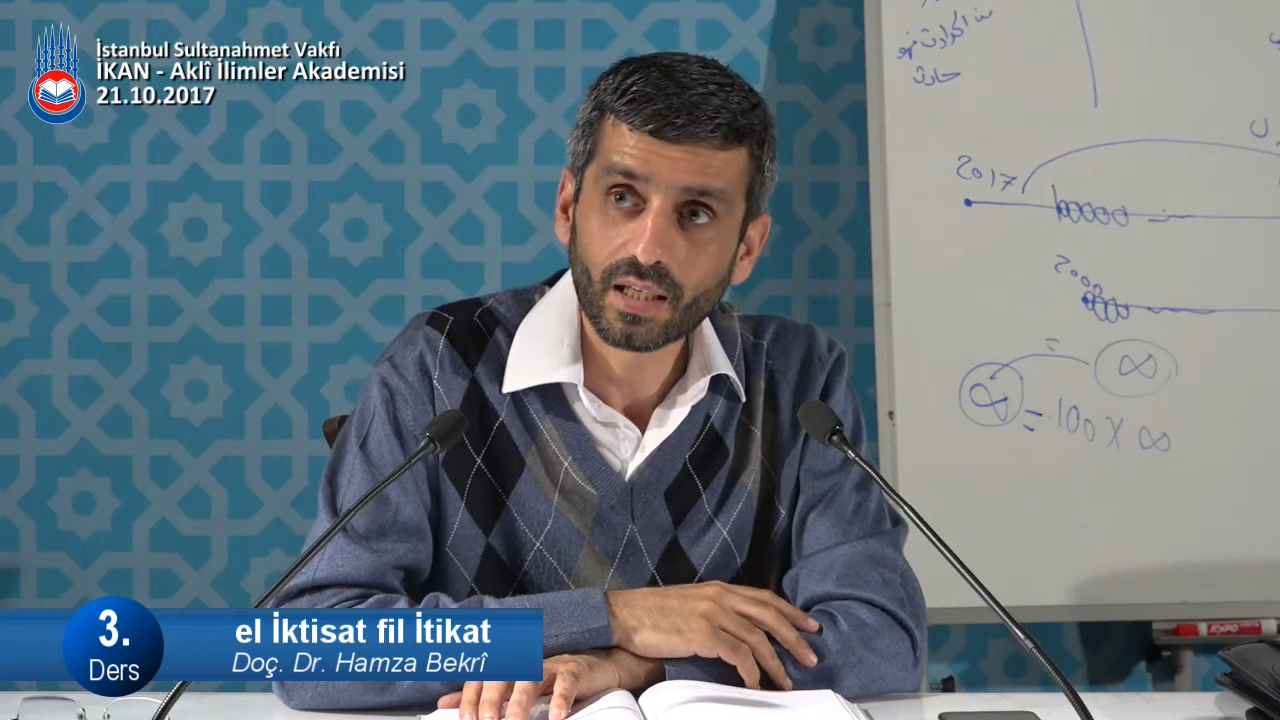 İstanbul Sultanahmet Vakfı
İKAN - Aklî İlimler Akademisi
21.10.2017
2017
2000
∞ = ∞
= 100 X ∞
3.
Ders
el İktisat fil İtikat
Doç. Dr. Hamza Bekrî